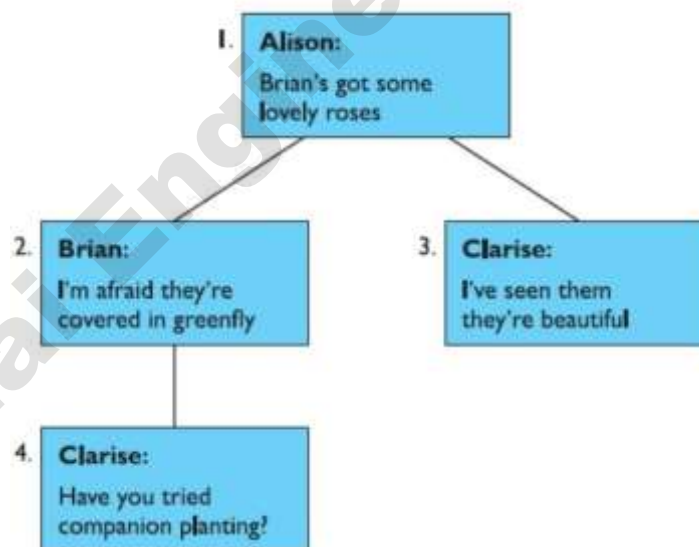 1. Alison:
Brian's got some
lovely roses
2. Brian:
I'm afraid they're
covered in greenfly
3. Clarise:
I've seen them
they're beautiful
4. Clarise:
Have you tried
companion planting?